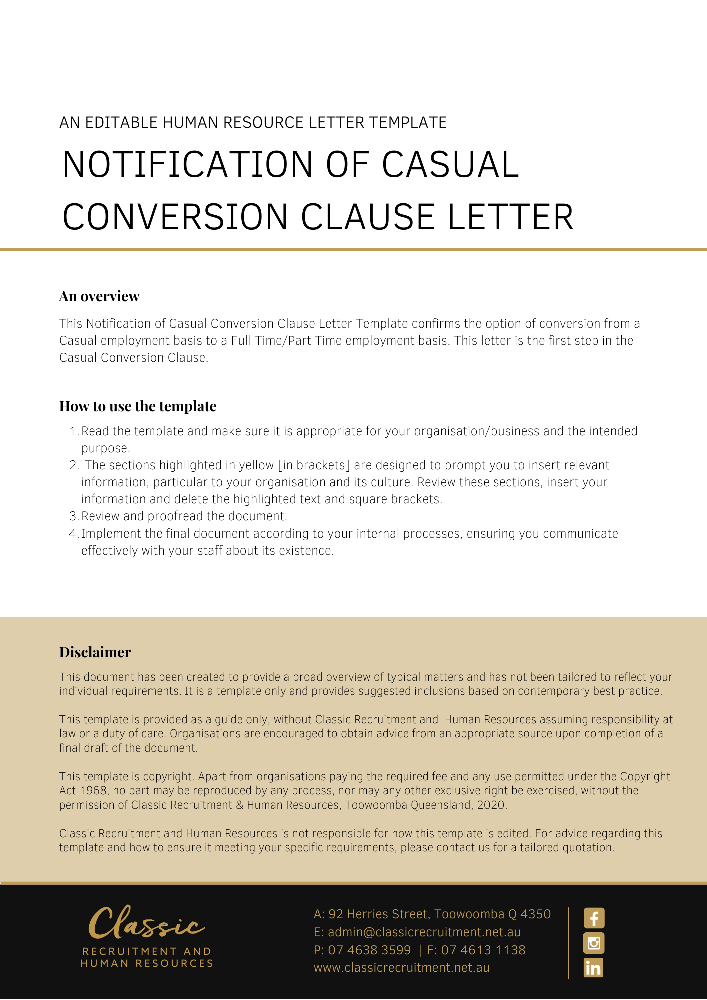 AN EDITABLE HUMAN RESOURCE LETTER TEMPLATE
NOTIFICATION OF CASUAL
CONVERSION CLAUSE LETTER
An overview
This Notification of Casual Conversion Clause Letter Template confirms the option of conversion from a
Casual employment basis to a Full Time/Part Time employment basis. This letter is the first step in the
Casual Conversion Clause.
How to use the template
1. Read the template and make sure it is appropriate for your organisation/business and the intended
purpose.
2. The sections highlighted in yellow [in brackets] are designed to prompt you to insert relevant
information, particular to your organisation and its culture. Review these sections, insert your
information and delete the highlighted text and square brackets.
3. Review and proofread the document.
4. Implement the final document according to your internal processes, ensuring you communicate
effectively with your staff about its existence.
Disclaimer
This document has been created to provide a broad overview of typical matters and has not been tailored to reflect your
individual requirements. It is a template only and provides suggested inclusions based on contemporary best practice.
This template is provided as a guide only, without Classic Recruitment and Human Resources assuming responsibility at
law or a duty of care. Organisations are encouraged to obtain advice from an appropriate source upon completion of a
final draft of the document.
This template is copyright. Apart from organisations paying the required fee and any use permitted under the Copyright
Act 1968, no part may be reproduced by any process, nor may any other exclusive right be exercised, without the
permission of Classic Recruitment & Human Resources, Toowoomba Queensland, 2020.
Classic Recruitment and Human Resources is not responsible for how this template is edited. For advice regarding this
template and how to ensure it meeting your specific requirements, please contact us for a tailored quotation.
Classic
RECRUITMENT AND
HUMAN RESOURCES
A: 92 Herries Street, Toowoomba Q 4350
E: admin@classicrecruitment.net.au
P: 07 4638 3599 | F: 07 4613 1138
www.classicrecruitment.net.au